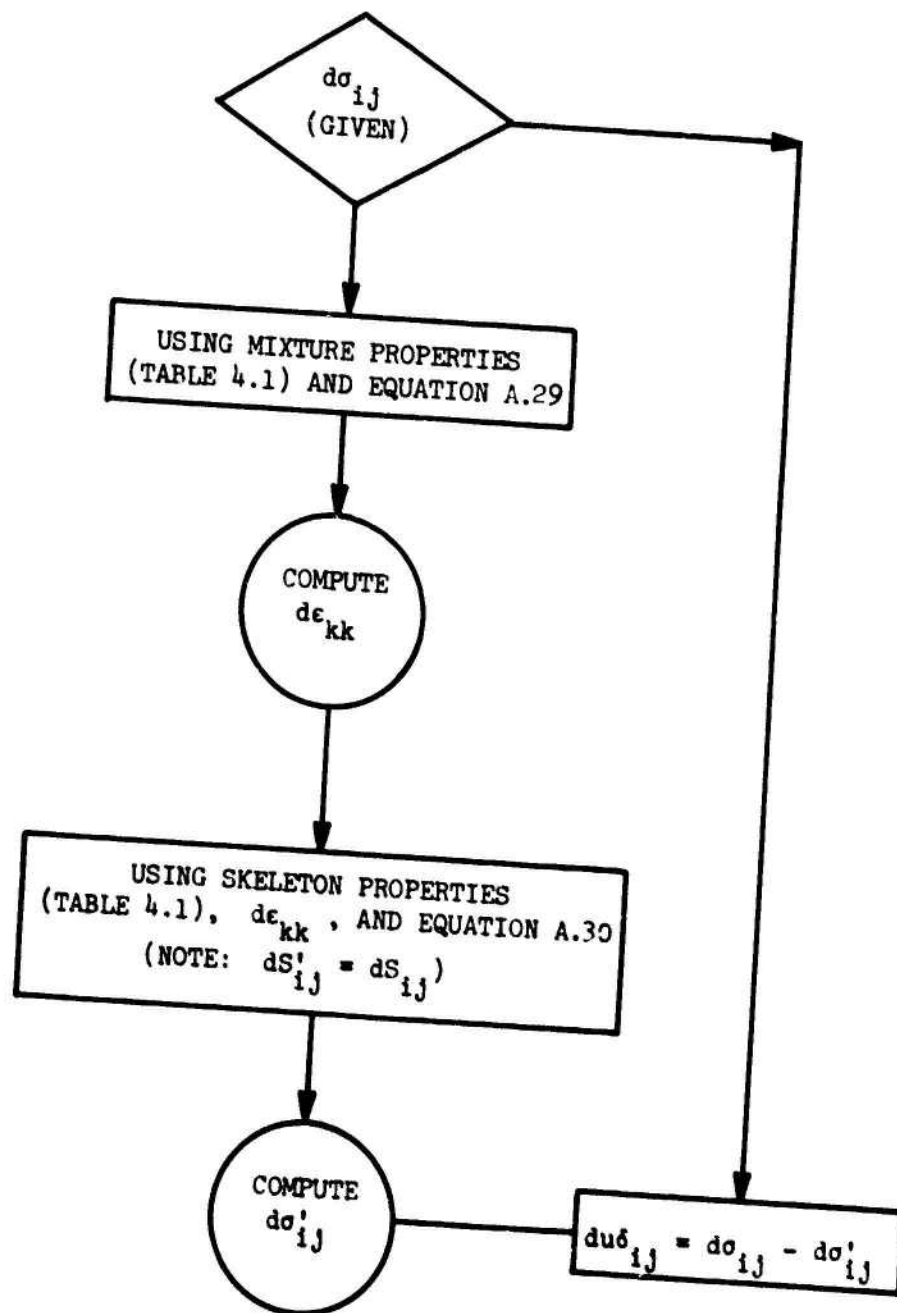 dσij
(GIVEN)
USING MIXTURE PROPERTIES
(TABLE 4.1) AND EQUATION A.29
COMPUTE
dεkk
USING SKELETON PROPERTIES
(TABLE 4.1), dεkk , AND EQUATION A.30
(NOTE: dS'ij = dSij)
COMPUTE
dσ'ij
duδij = dσij - dσ'ij